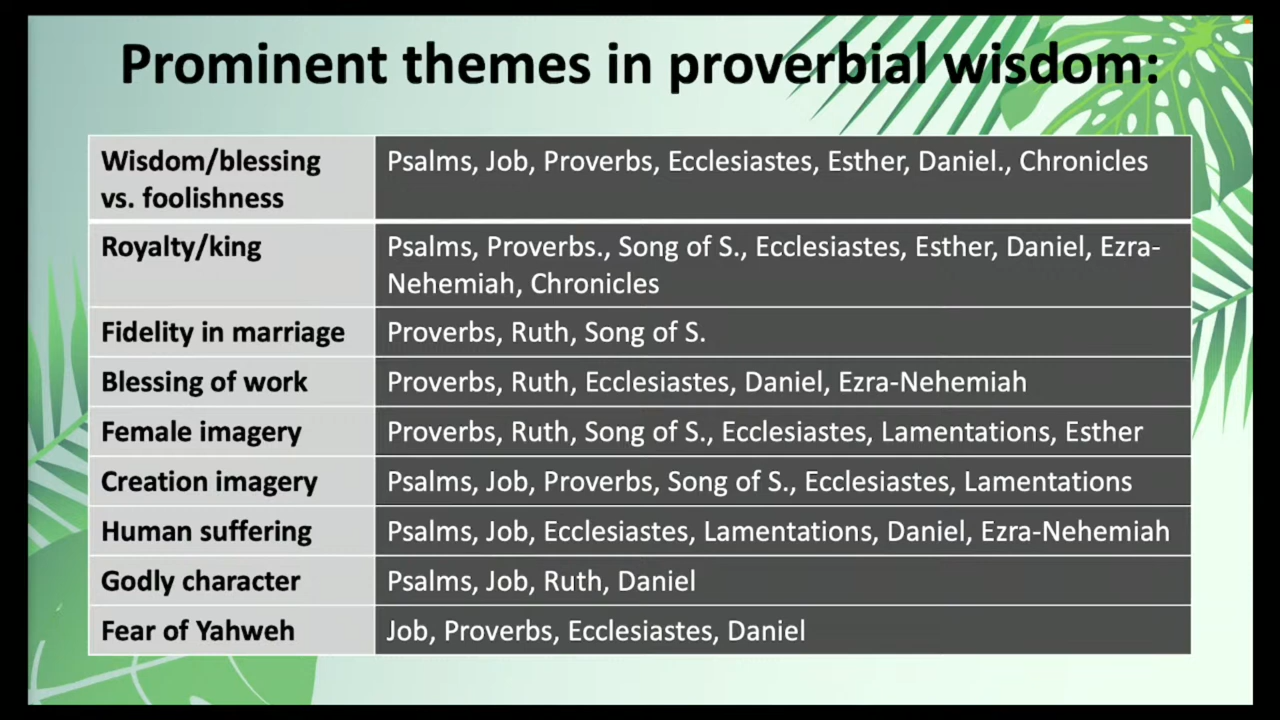 Prominent themes in proverbial wisdom:
Wisdom/blessing
vs. foolishness
Psalms, Job, Proverbs, Ecclesiastes, Esther, Daniel., Chronicles
Royalty/king
Psalms, Proverbs., Song of S., Ecclesiastes, Esther, Daniel, Ezra-
Nehemiah, Chronicles
Fidelity in marriage
Proverbs, Ruth, Song of S.
Blessing of work
Proverbs, Ruth, Ecclesiastes, Daniel, Ezra-Nehemiah
Female imagery
Proverbs, Ruth, Song of S., Ecclesiastes, Lamentations, Esther
Creation imagery
Psalms, Job, Proverbs, Song of S., Ecclesiastes, Lamentations
Human suffering
Psalms, Job, Ecclesiastes, Lamentations, Daniel, Ezra-Nehemiah
Godly character
Psalms, Job, Ruth, Daniel
Fear of Yahweh
Job, Proverbs, Ecclesiastes, Daniel